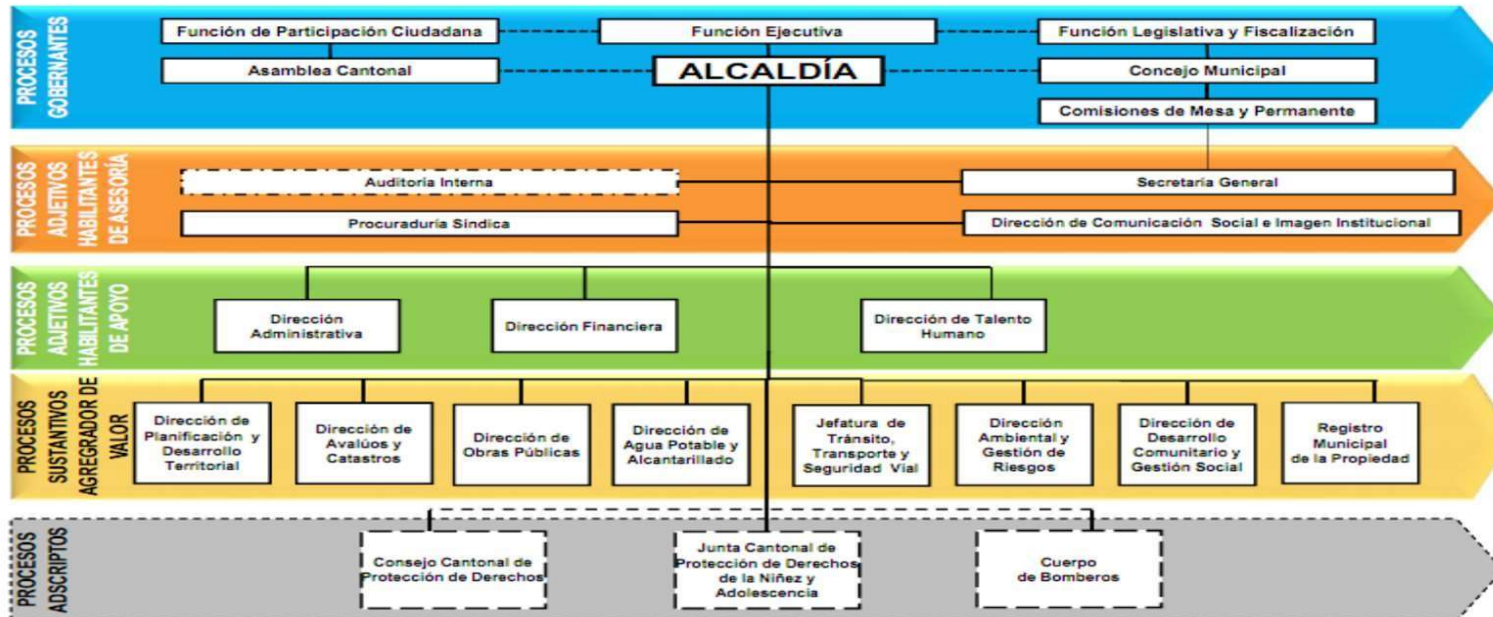 PROCESOS
GOBERNANTES
Función de Participación Ciudadana
Función Ejecutiva
Función Legislativa y Fiscalización
Asamblea Cantonal
ALCALDÍA
Concejo Municipal
Comisiones de Mesa y Permanente
PROCESOS
ADJETIVOS
HABILITANTES
DE ASESORÍA
Auditoría Interna
Secretaría General
Procuraduría Síndica
Dirección de Comunicación Social e Imagen Institucional
PROCESOS
ADJETIVOS
HABILITANTES
DE APOYO
Dirección
Administrativa
Dirección Financiera
Dirección de Talento
Humano
PROCESOS
SUSTANTIVOS
AGREGRADOR DE
VALOR
Dirección de
Planificación y
Desarrollo
Territorial
Dirección de
Avalúos y
Catastros
Dirección de
Obras Públicas
Dirección de
Agua Potable y
Alcantarillado
Jefatura de
Tránsito,
Transporte y
Seguridad Vial
Dirección
Ambiental y
Gestión de
Riesgos
Dirección de
Desarrollo
Comunitario y
Gestión Social
Registro
Municipal
de la Propiedad
PROCESOS
ADSCRIPTOS
Consejo Cantonal de
Protección de Derechos
Junta Cantonal de
Protección de Derechos
de la Niñez y
Adolescencia
Cuerpo
de Bomberos